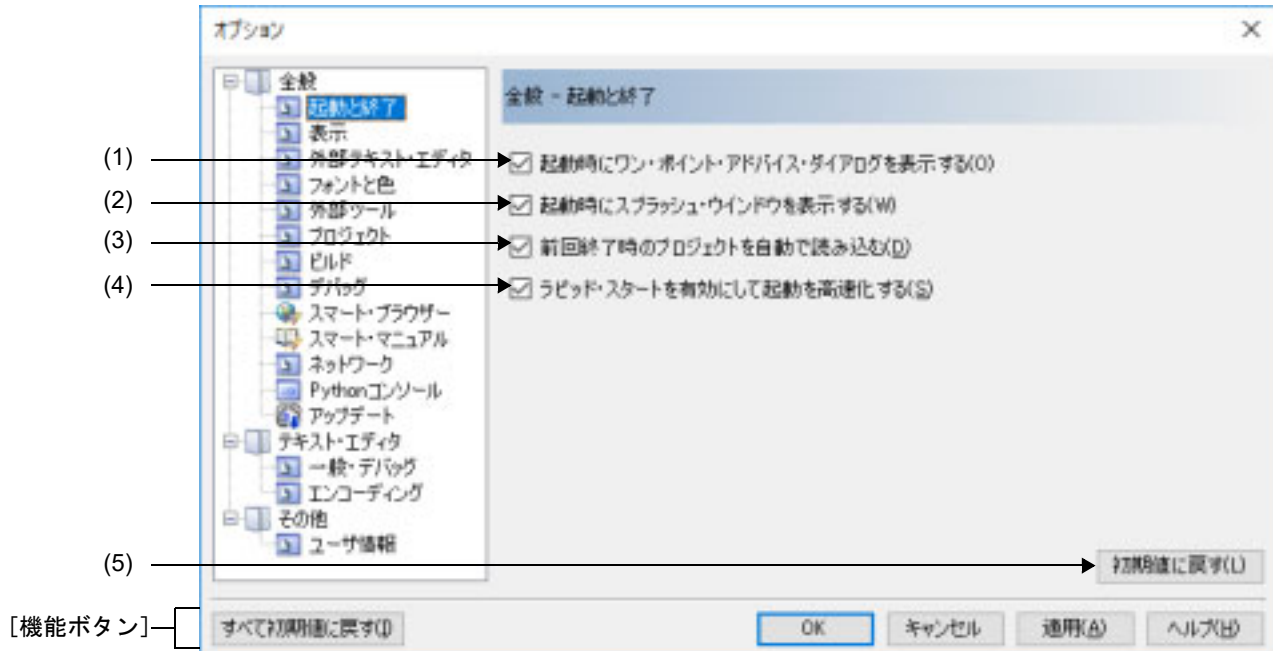 オプション
全般
起動と終了
表示
外部テキスト・エディタ
フォントと色
外部ツール
プロジェクト
ビルド
デバッグ
スマート・ブラウザー
スマート・マニュアル
ネットワーク
Pythonコンソール
アップデート
テキスト・エディタ
一般・デバッグ
エンコーディング
その他
ユーザ情報
全般 - 起動と終了
(1)
起動時にワン・ポイント・アドバイス・ダイアログを表示する(O)
(2)
起動時にスプラッシュ・ウインドウを表示する(W)
(3)
前回終了時のプロジェクトを自動で読み込む(D)
(4)
ラピッド・スタートを有効にして起動を高速化する(S)
(5)
初期値に戻す(L)
[機能ボタン]
すべて初期値に戻す(I)
OK
キャンセル
適用(A)
ヘルプ(H)